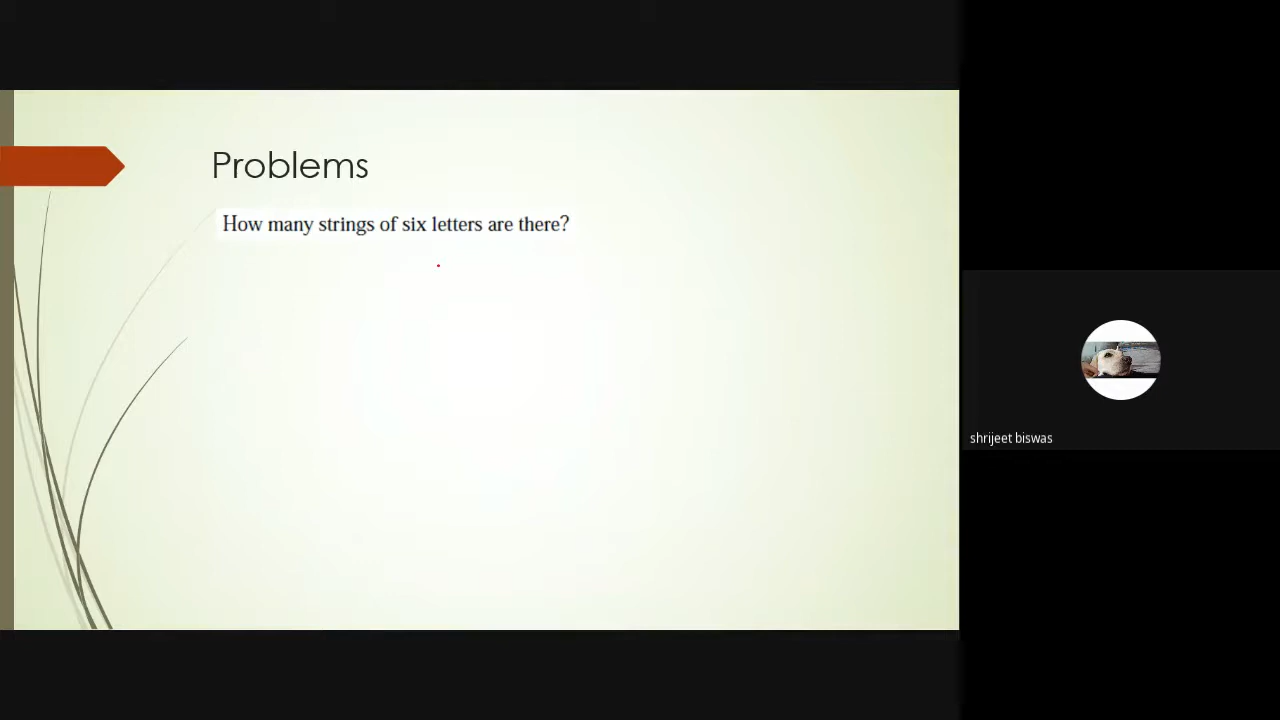 Problems
How many strings of six letters are there?
shrijeet biswas